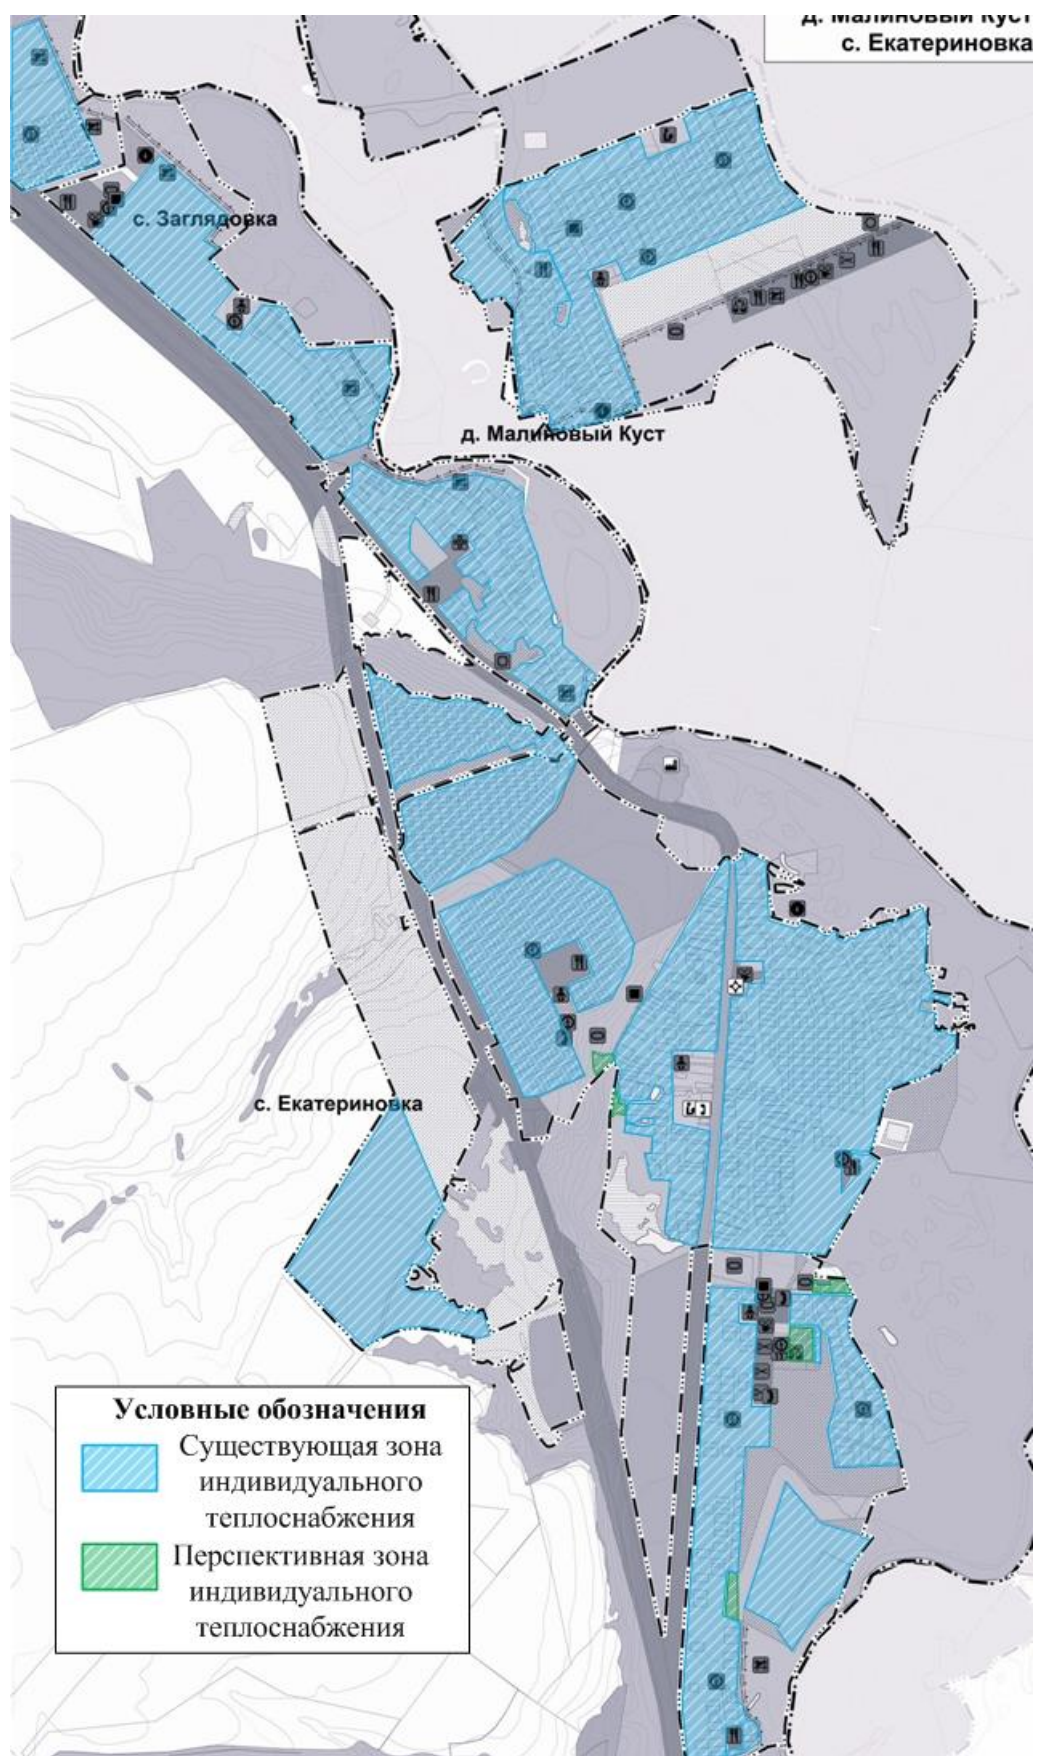 д. Малиновый Куст
с. Екатериновка
с. Заглядовка
д. Малиновый Куст
с. Екатериновка
Условные обозначения
Существующая зона
индивидуального
теплоснабжения
Перспективная зона
индивидуального
теплоснабжения